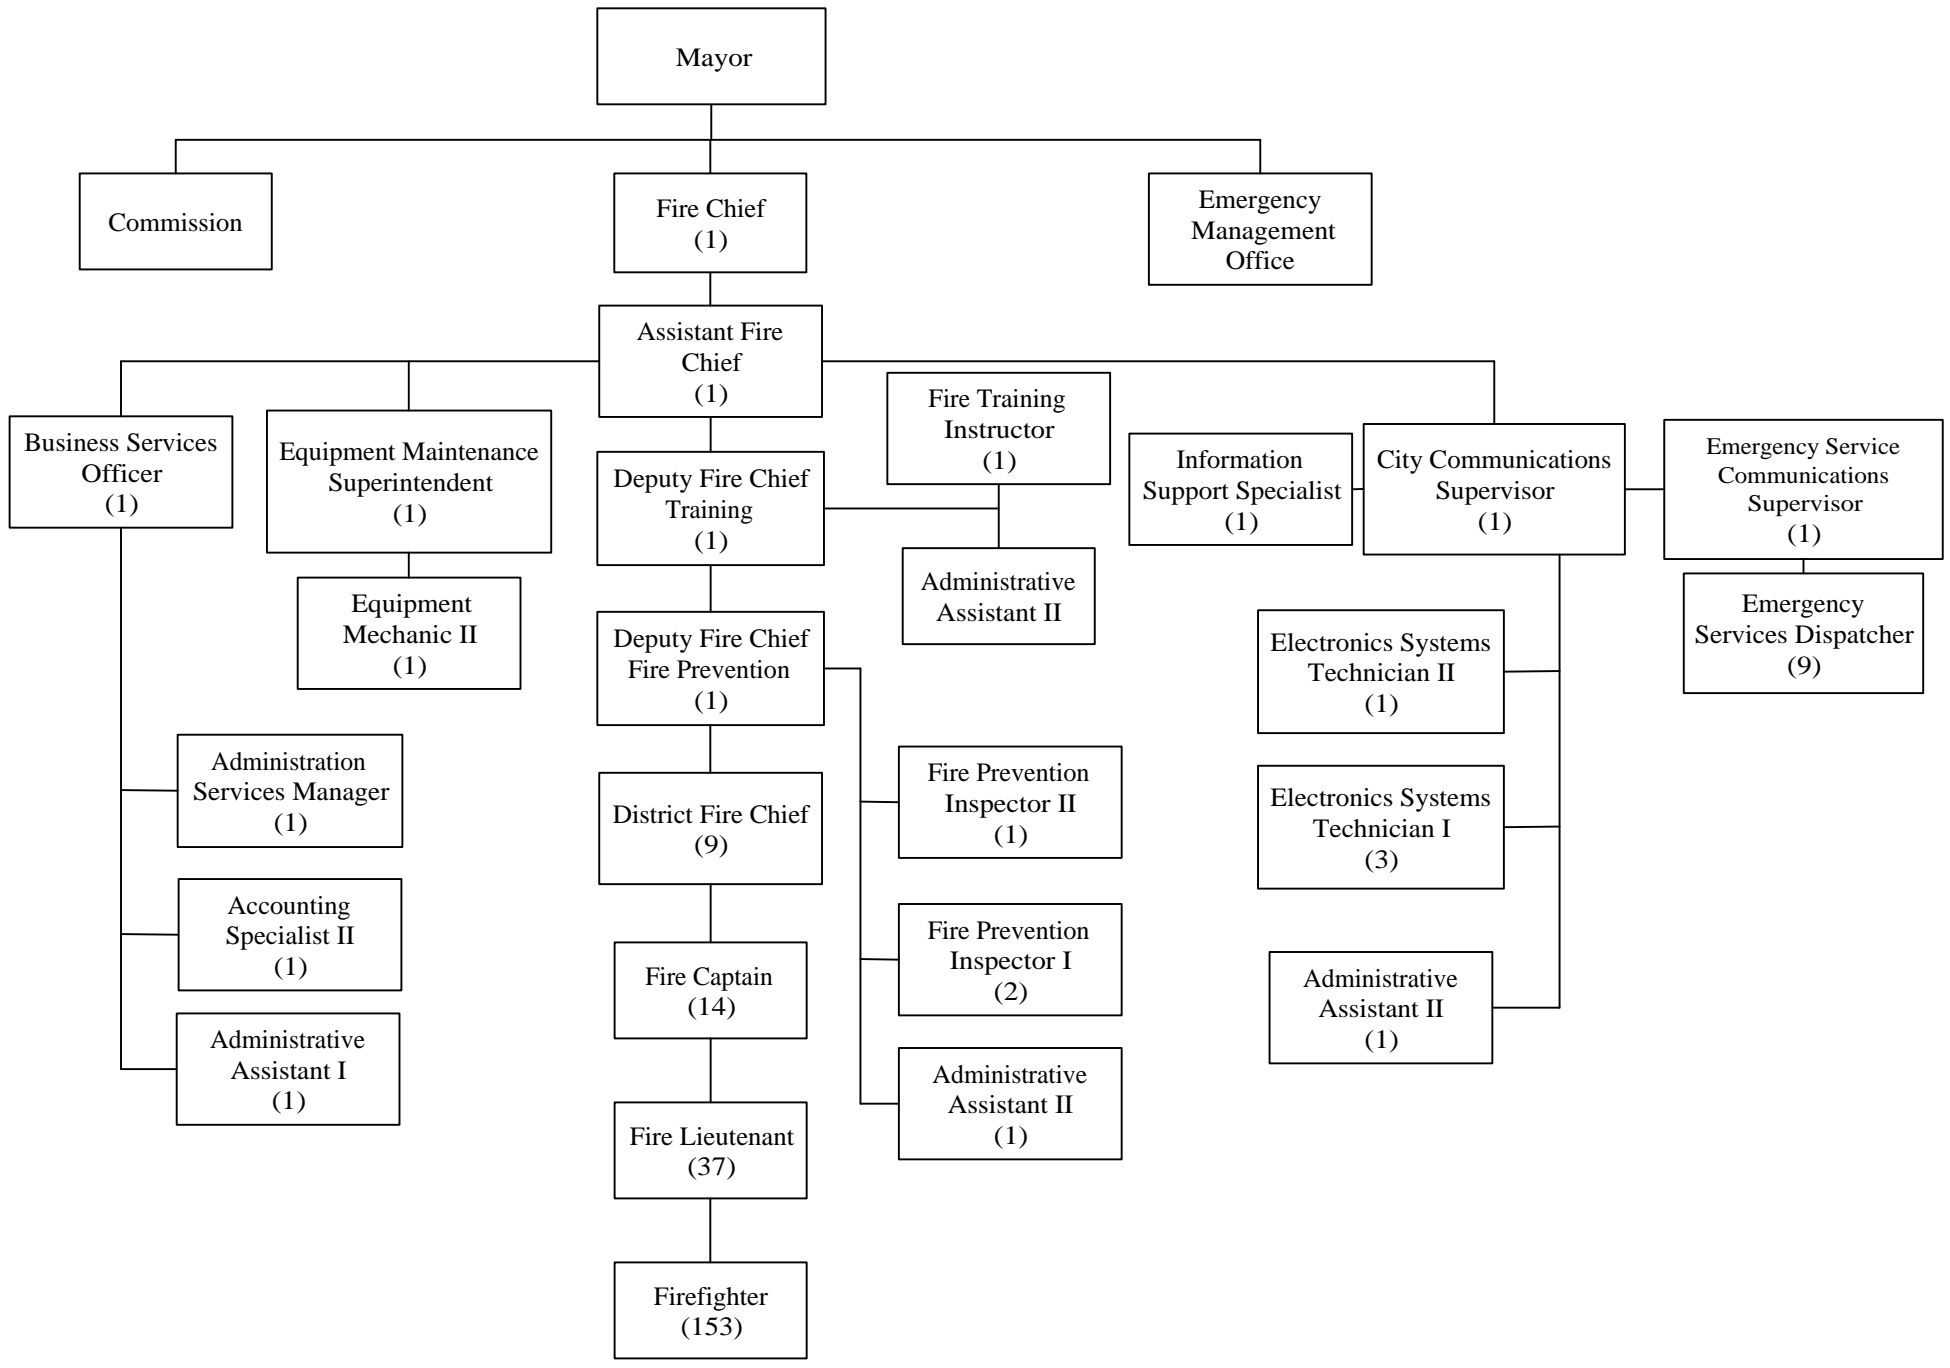 Mayor
Commission
Fire Chief
(1)
Emergency
Management
Office
Assistant Fire
Chief
(1)
Business Services
Officer
(1)
Equipment Maintenance
Superintendent
(1)
Equipment
Mechanic II
(1)
Administration
Services Manager
(1)
Accounting
Specialist II
(1)
Administrative
Assistant I
(1)
Deputy Fire Chief
Training
(1)
Fire Training
Instructor
(1)
Administrative
Assistant II
Deputy Fire Chief
Fire Prevention
(1)
Fire Prevention
Inspector II
(1)
Fire Prevention
Inspector I
(2)
Administrative
Assistant II
(1)
District Fire Chief
(9)
Fire Captain
(14)
Fire Lieutenant
(37)
Firefighter
(153)
Information
Support Specialist
(1)
City Communications
Supervisor
(1)
Emergency Service
Communications
Supervisor
(1)
Emergency
Services Dispatcher
(9)
Electronics Systems
Technician II
(1)
Electronics Systems
Technician I
(3)
Administrative
Assistant II
(1)